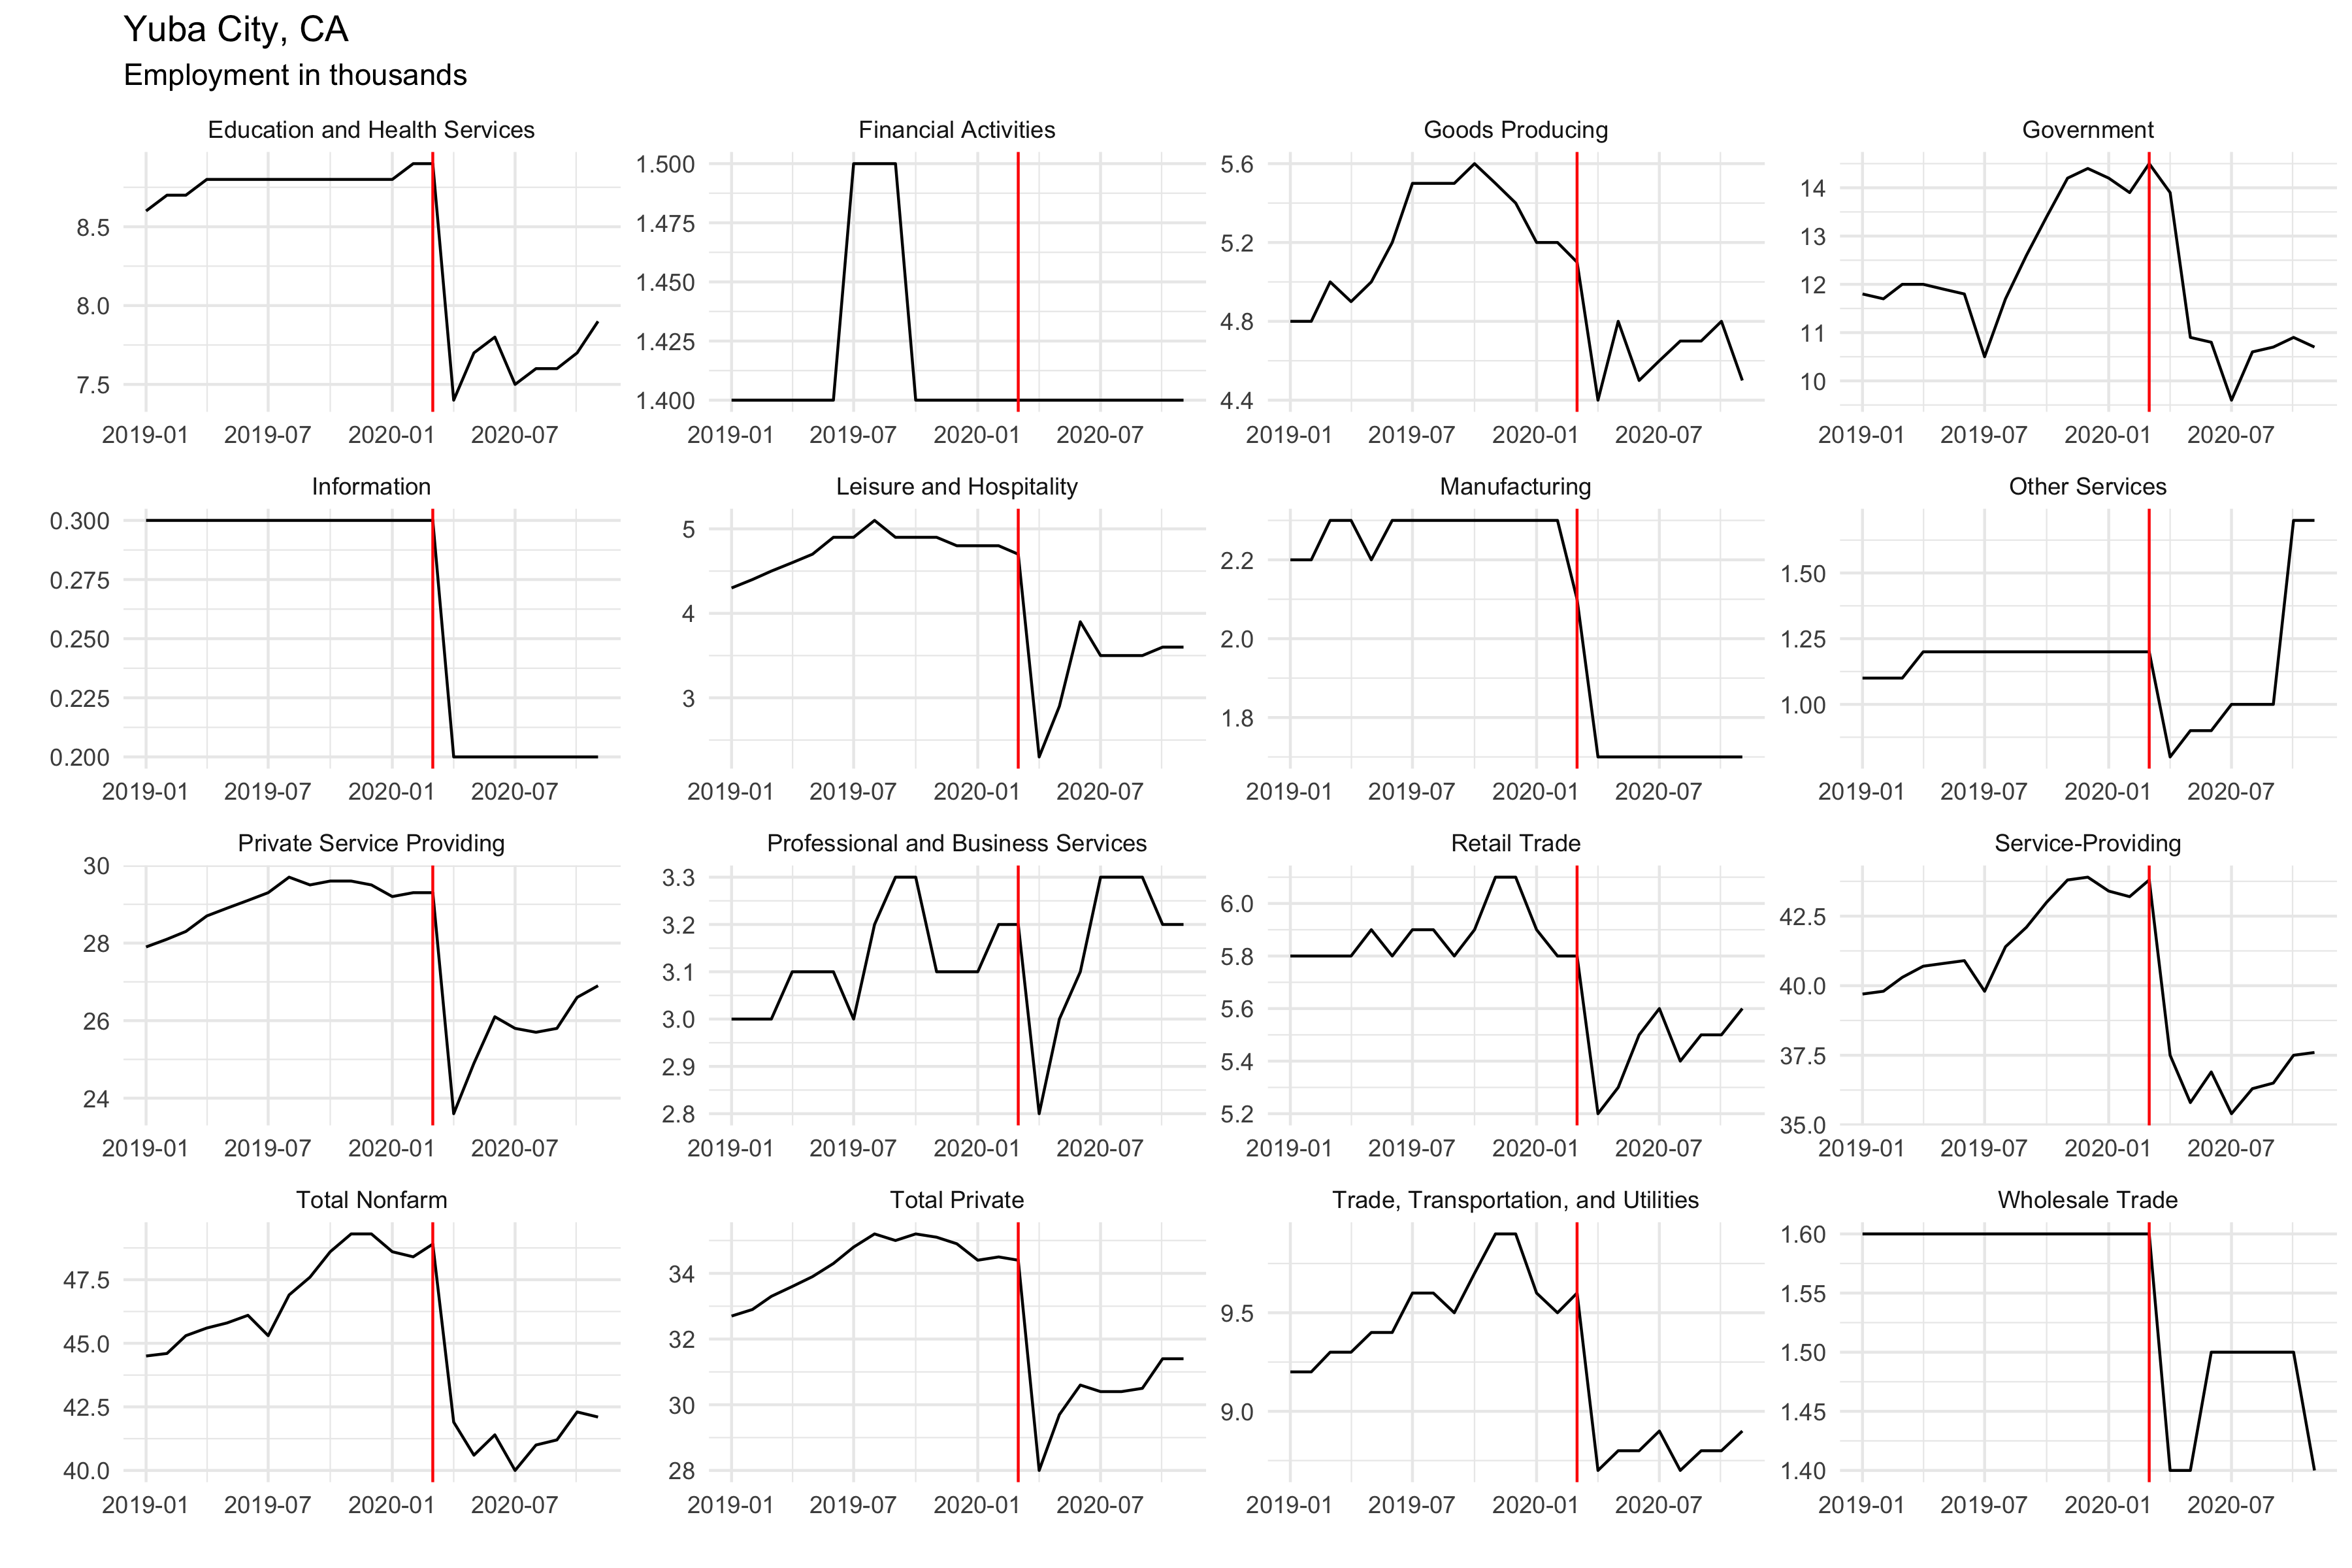 Yuba City, CA
Employment in thousands
Education and Health Services
8.5
8.0
7.5
2019-01 2019-07 2020-01 2020-07
Financial Activities
1.500
1.475
1.450
1.425
1.400
2019-01 2019-07 2020-01 2020-07
Goods Producing
5.6
5.2
4.8
4.4
2019-01 2019-07 2020-01 2020-07
Government
14
13
12
11
10
2019-01 2019-07 2020-01 2020-07
Information
0.300
0.275
0.250
0.225
0.200
2019-01 2019-07 2020-01 2020-07
Leisure and Hospitality
5
4
3
2019-01 2019-07 2020-01 2020-07
Manufacturing
2.2
2.0
1.8
2019-01 2019-07 2020-01 2020-07
Other Services
1.50
1.25
1.00
2019-01 2019-07 2020-01 2020-07
Private Service Providing
30
28
26
24
2019-01 2019-07 2020-01 2020-07
Professional and Business Services
3.3
3.2
3.1
3.0
2.9
2.8
2019-01 2019-07 2020-01 2020-07
Retail Trade
6.0
5.8
5.6
5.4
5.2
2019-01 2019-07 2020-01 2020-07
Service-Providing
42.5
40.0
37.5
35.0
2019-01 2019-07 2020-01 2020-07
Total Nonfarm
47.5
45.0
42.5
40.0
2019-01 2019-07 2020-01 2020-07
Total Private
34
32
30
28
2019-01 2019-07 2020-01 2020-07
Trade, Transportation, and Utilities
9.5
9.0
2019-01 2019-07 2020-01 2020-07
Wholesale Trade
1.60
1.55
1.50
1.45
1.40
2019-01 2019-07 2020-01 2020-07